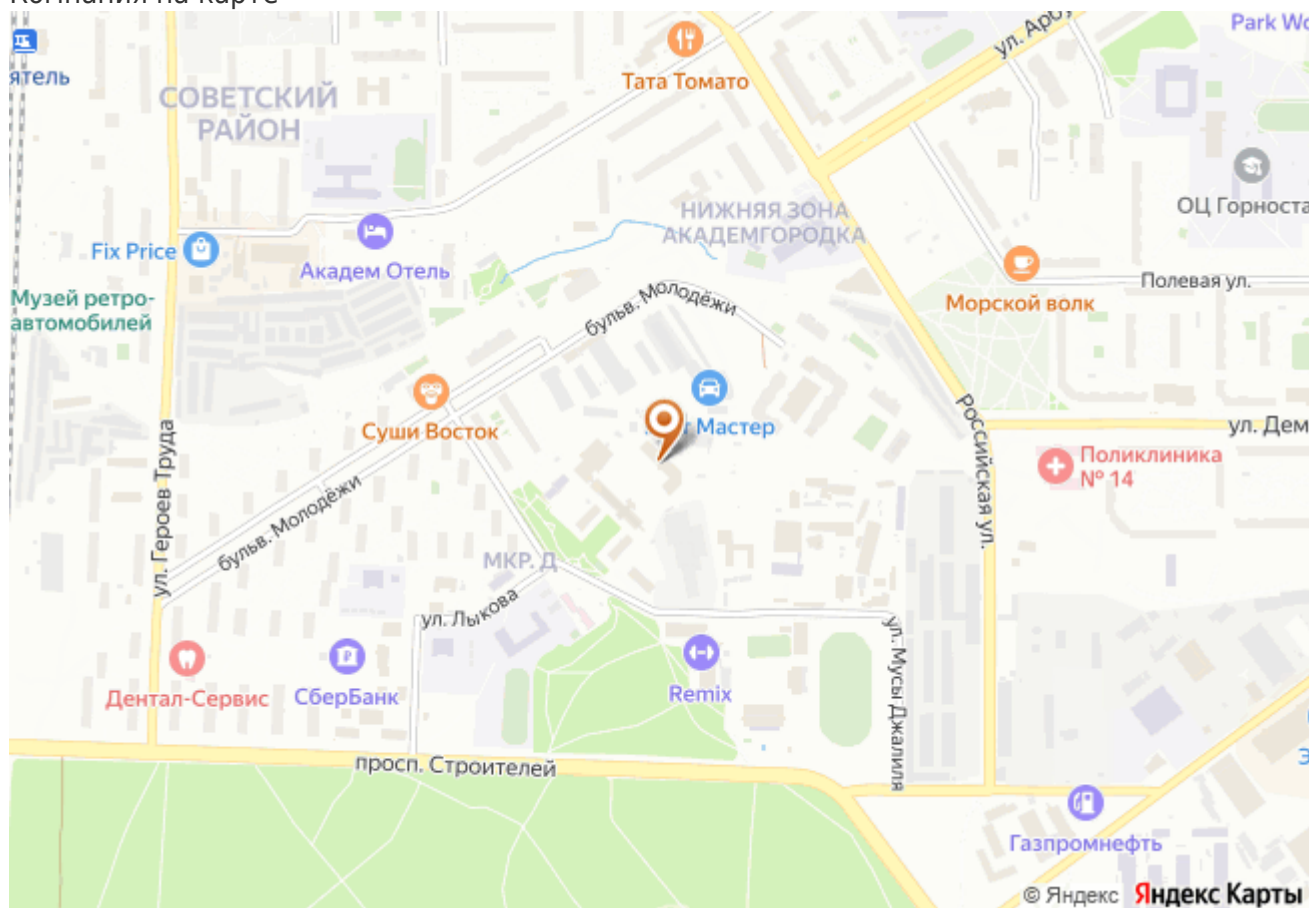 Компания на карте
ул. Арбу
Park Wo
ятель
Тата Томато
СОВЕТСКИЙ
РАЙОН
ОЦ Горноста
НИЖНЯЯ ЗОНА
АКАДЕМГОРОДКА
Fix Price
Академ Отель
Полевая ул.
Музей ретро-
автомобилей
Морской волк
бульв. Молодёжи
Российская ул.
Суши Восток
Мастер
ул. Дем
ул. Героев Труда
Поликлиника
№ 14
бульв. Молодёжи
МКР. Д
ул. Лыкова
ул. Мусы Джалиля
Дентал-Сервис
СберБанк
Remix
просп. Строителей
Э
Газпромнефть
© Яндекс Яндекс Карты